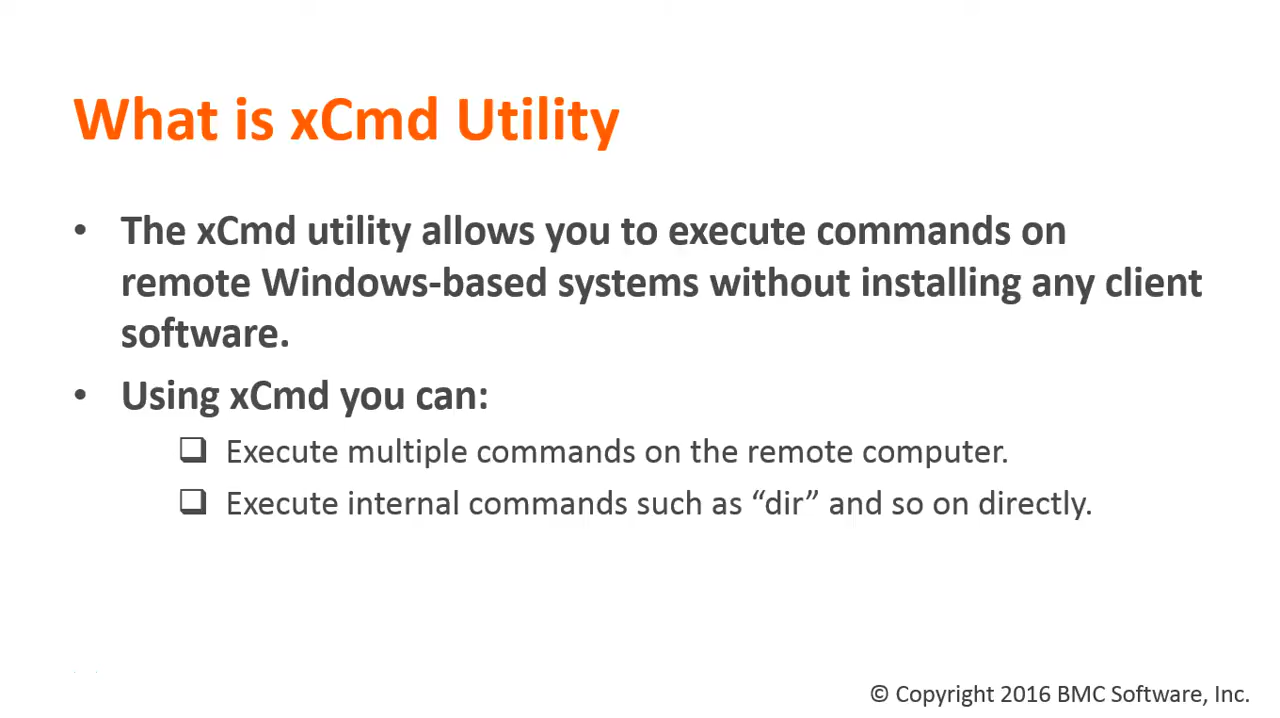 What is xCmd Utility
• The xCmd utility allows you to execute commands on
remote Windows-based systems without installing any client
software.
• Using xCmd you can:
❑ Execute multiple commands on the remote computer.
❑ Execute internal commands such as “dir” and so on directly.
© Copyright 2016 BMC Software, Inc.